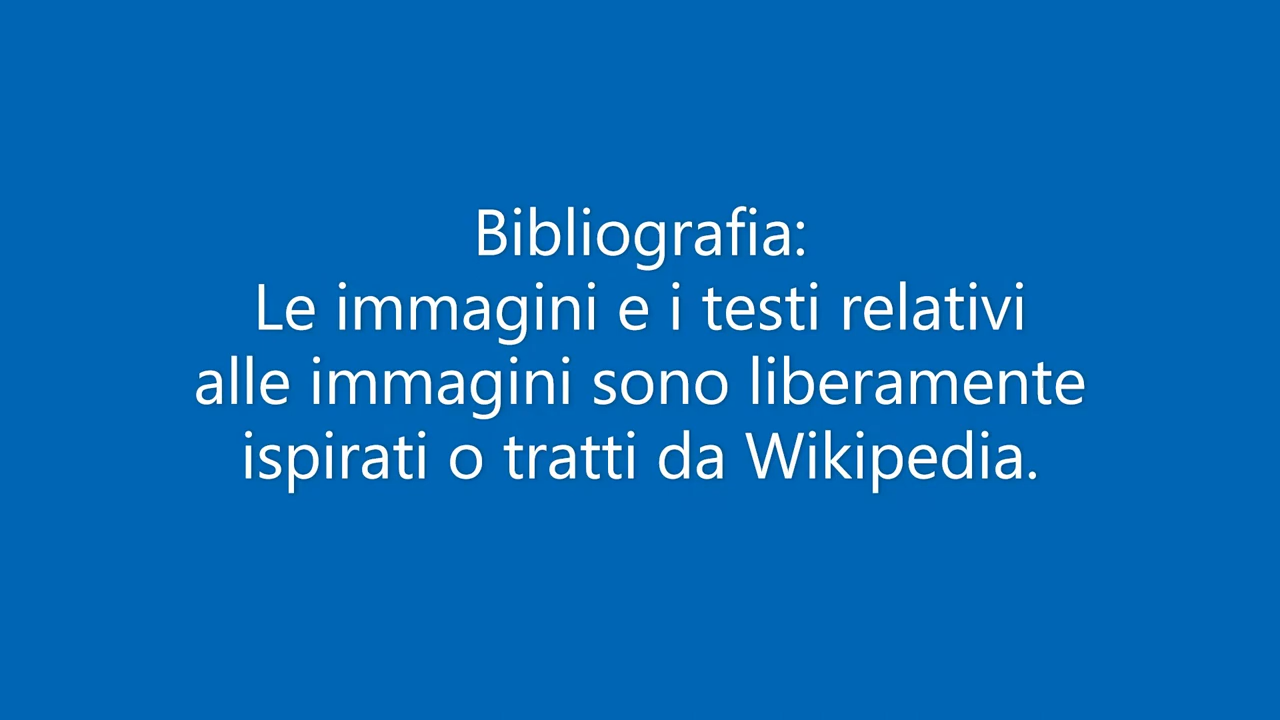 Bibliografia:
Le immagini e i testi relativi
alle immagini sono liberamente
ispirati o tratti da Wikipedia.